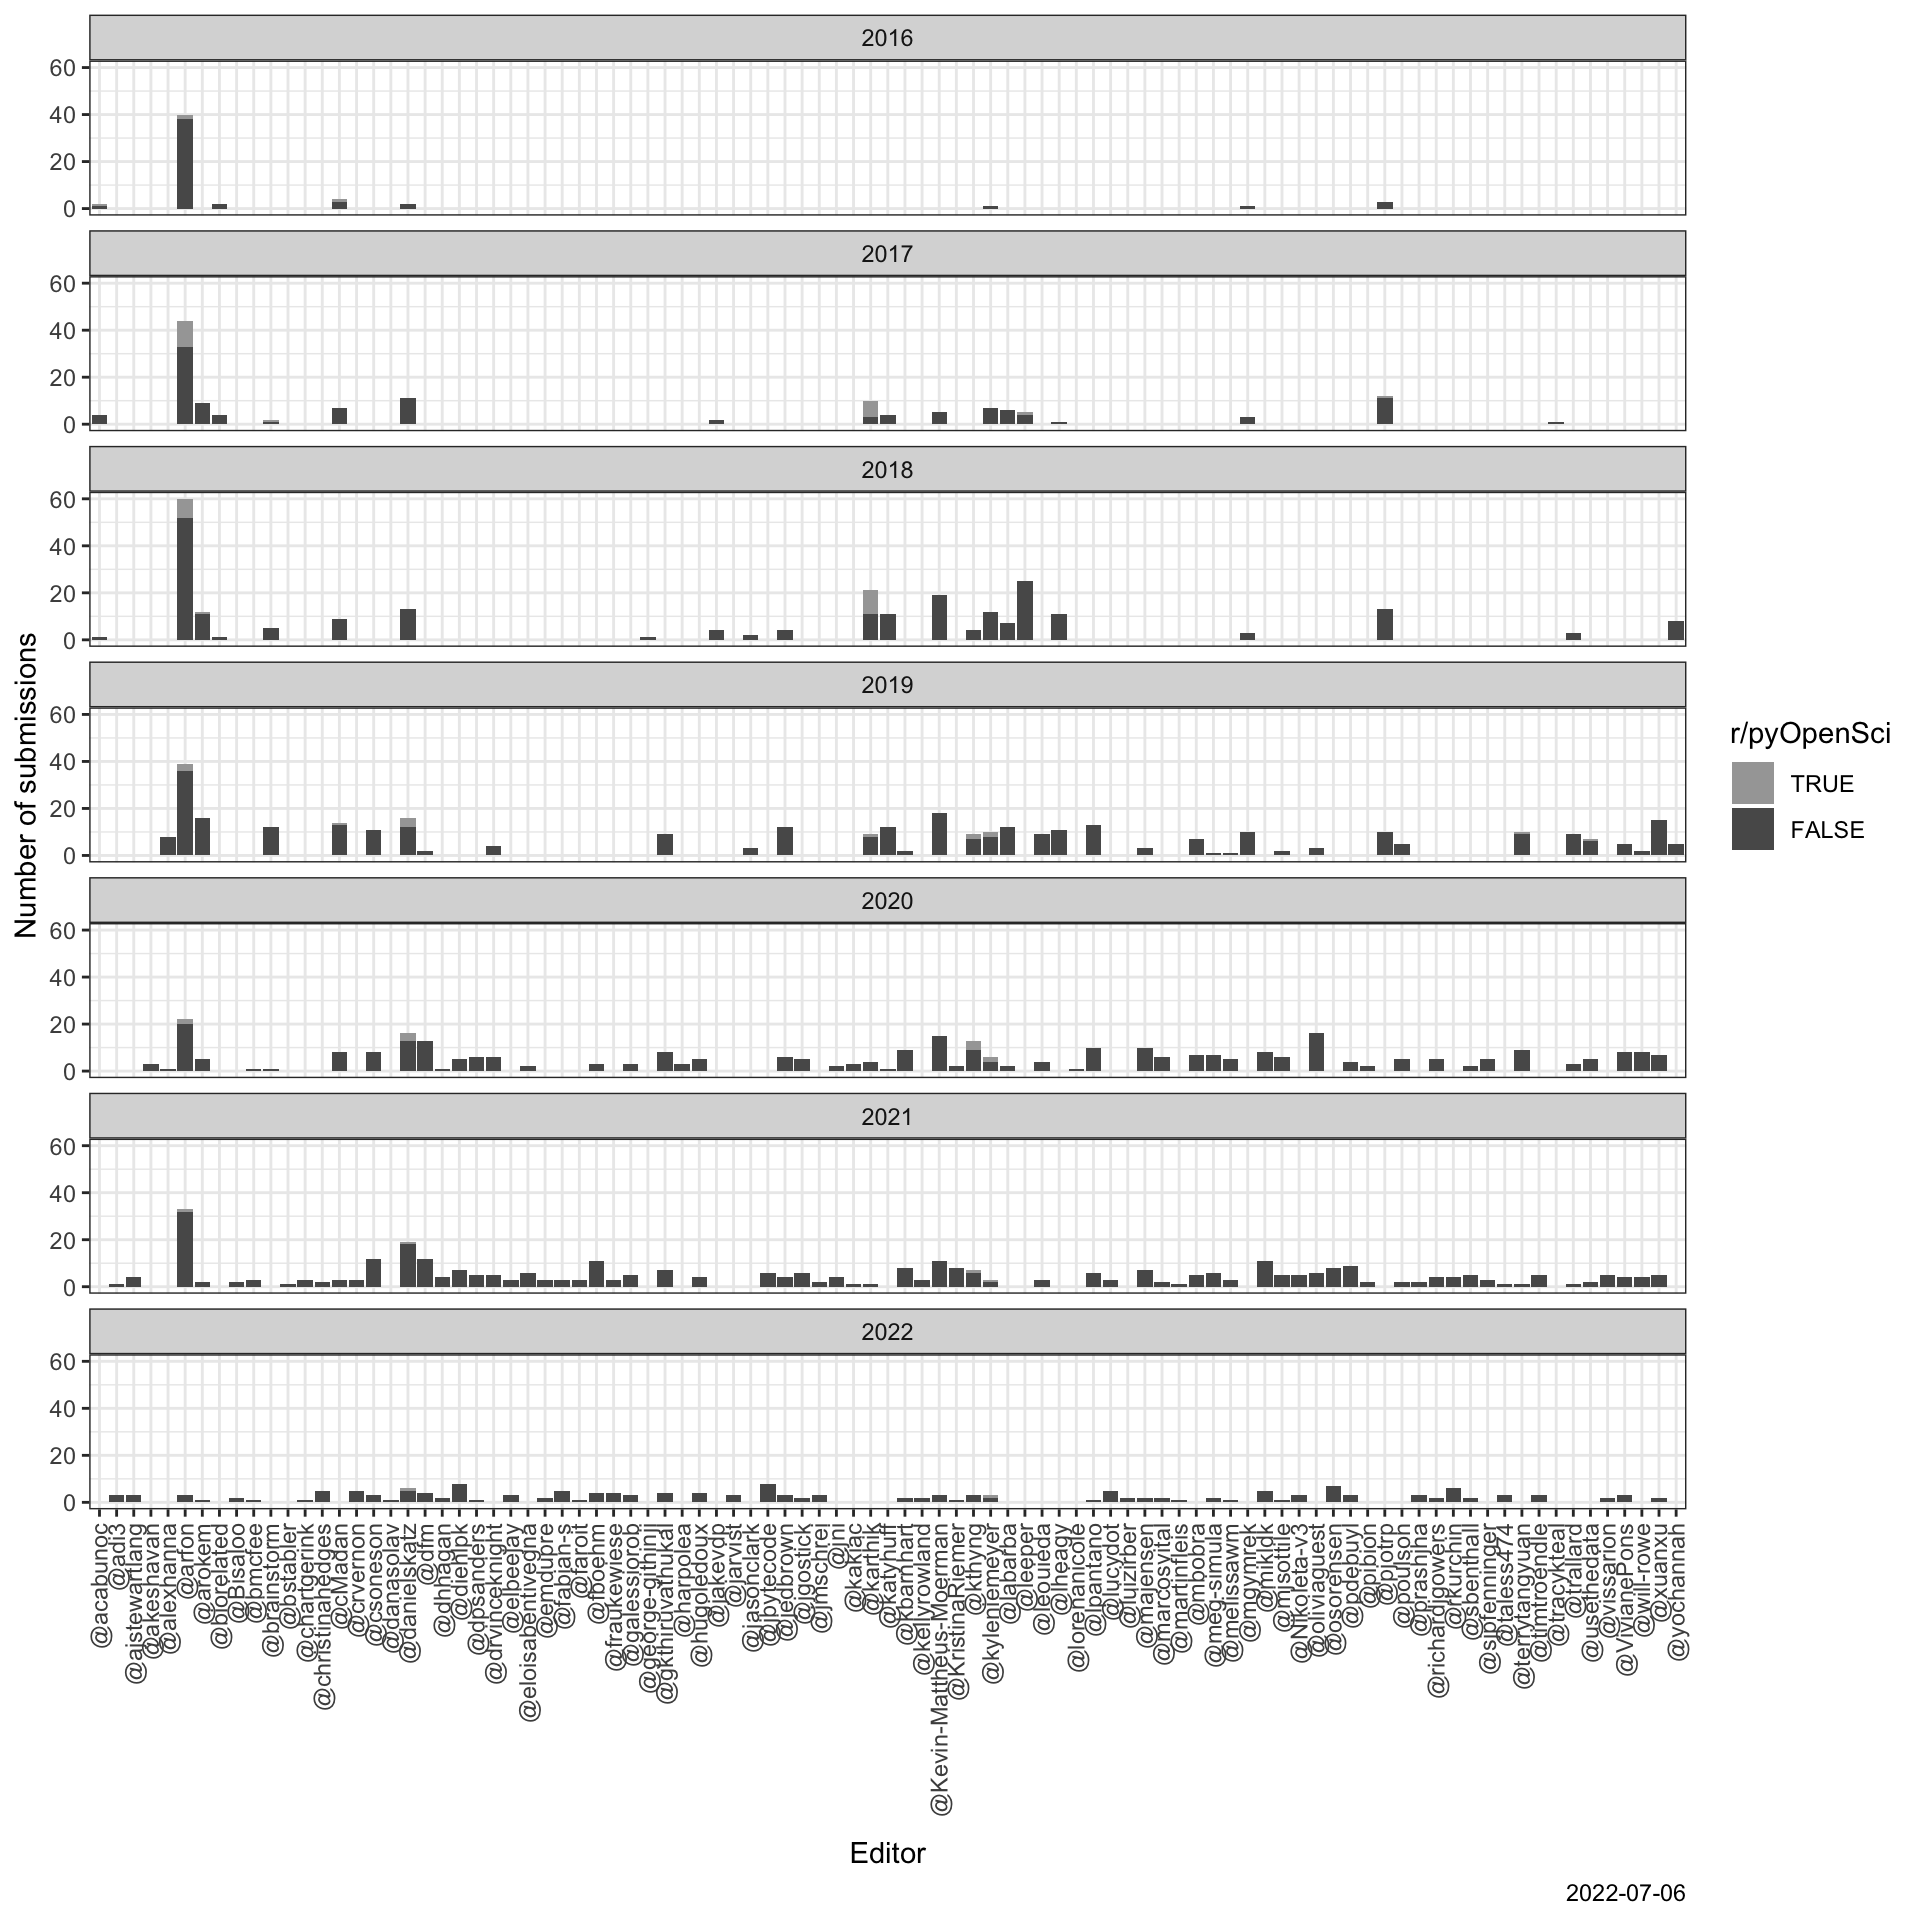 2016
60
40
20
0
2017
60
40
20
0
2018
60
40
20
0
2019
60
40
20
0
2020
60
40
20
0
2021
60
40
20
0
2022
60
40
20
0
Number of submissions
r/pyOpenSci
TRUE
FALSE
@acabunoc
@adi3
@ajstewartlang
@akeshavan
@alexhanna
@arfon
@arokem
@biorelated
@Bisaloo
@bmcfee
@brainstorm
@bstabler
@chartgerink
@christinahedges
@cMadan
@crvernon
@csoneson
@danasolav
@danielskatz
@dfm
@dhhagan
@diehlpk
@dpsanders
@drvinceknight
@elbeejay
@eloisabentivegna
@emdupre
@fabian-s
@faroit
@fboehm
@fraukewiese
@galessiorob
@george-githinji
@gkthiruvathukal
@harpolea
@hugoledoux
@jakevdp
@jarvist
@jasonclark
@jbytecode
@jedbrown
@jgostick
@jmschrei
@jni
@kakiac
@karthik
@katyhuff
@kbarnhart
@kellyrowland
@Kevin-Mattheus-Moerman
@KristinaRiemer
@kthyng
@kyleniemeyer
@labarba
@leeper
@leouieda
@lheagy
@lorenanicole
@lpantano
@lucydot
@luizirber
@majensen
@marcosvital
@martinfleis
@mbobra
@meg-simula
@melissawm
@mgymrek
@mikldk
@mjsottile
@Nikoleta-v3
@oliviaguest
@osorensen
@pdebuyl
@pibion
@pjotrp
@poulson
@prashjha
@richardjgowers
@rkurchin
@sbenthall
@sjpfenninger
@taless474
@terrytangyuan
@timtroendle
@tracykteal
@trallard
@usethedata
@vissarion
@VivianePons
@will-rowe
@xuanxu
@yochannah
Editor
2022-07-06